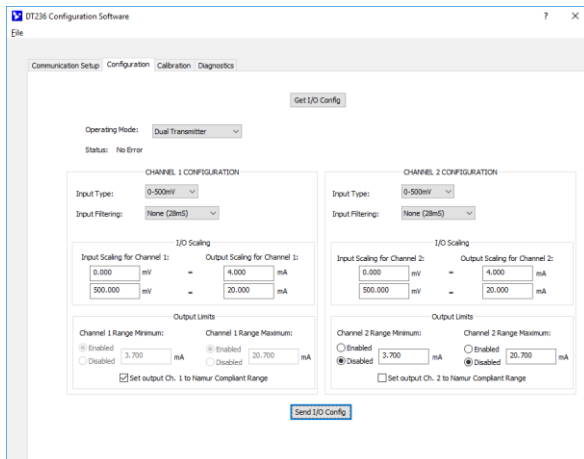 DT236 Configuration Software
File
Communication Setup Configuration Calibration Diagnostics
Get I/O Config
Operating Mode: Dual Transmitter
Status: No Error
CHANNEL 1 CONFIGURATION
Input Type: 0-500mV
Input Filtering: None (28mS)
I/O Scaling
Input Scaling for Channel 1: Output Scaling for Channel 1:
0.000 mV = 4.000 mA
500.000 mV = 20.000 mA
Output Limits
Channel 1 Range Minimum: Channel 1 Range Maximum:
Enabled Enabled
Disabled 3.700 mA Disabled 20.700 mA
Set output Ch. 1 to Namur Compliant Range
CHANNEL 2 CONFIGURATION
Input Type: 0-500mV
Input Filtering: None (28mS)
I/O Scaling
Input Scaling for Channel 2: Output Scaling for Channel 2:
0.000 mV = 4.000 mA
500.000 mV = 20.000 mA
Output Limits
Channel 2 Range Minimum: Channel 2 Range Maximum:
Enabled Enabled
Disabled 3.700 mA Disabled 20.700 mA
Set output Ch. 2 to Namur Compliant Range
Send I/O Config